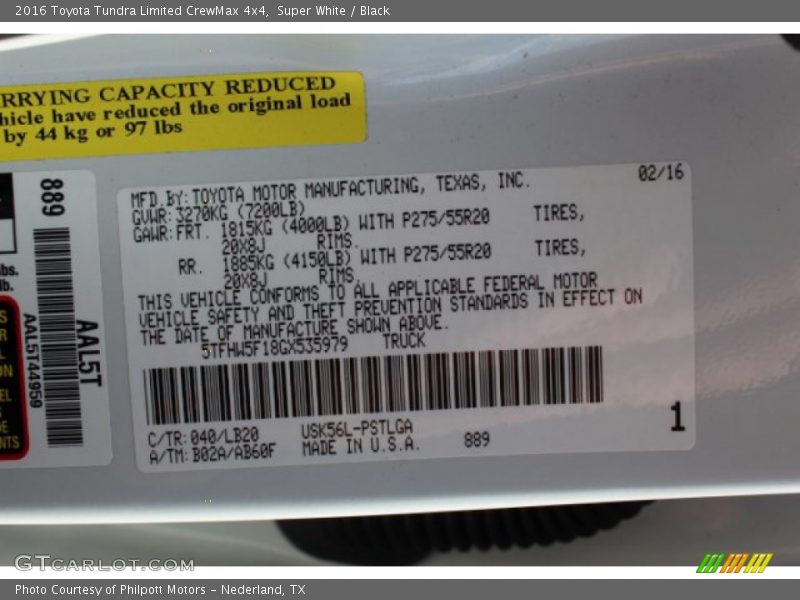 2016 Toyota Tundra Limited CrewMax 4x4, Super White / Black
RRYING CAPACITY REDUCED
hicle have reduced the original load
by 44 kg or 97 lbs
889
AAL5T
AAL5T44959
bs.
lb.
MFD.BY: TOYOTA MOTOR MANUFACTURING, TEXAS, INC. 02/16
GVWR: 3270KG (7200LB)
GAWR: FRT. 1815KG (4000LB) WITH P275/55R20 TIRES,
20X8J RIMS.
RR. 1885KG (4150LB) WITH P275/55R20 TIRES,
20X8J RIMS.
THIS VEHICLE CONFORMS TO ALL APPLICABLE FEDERAL MOTOR
VEHICLE SAFETY AND THEFT PREVENTION STANDARDS IN EFFECT ON
THE DATE OF MANUFACTURE SHOWN ABOVE.
5TFHW5F18GX535979 TRUCK
C/TR: 040/LB20 USK56L-PSTLGA
A/TM: B02A/AB60F MADE IN U.S.A. 889
1
GTCARLOT.COM
Photo Courtesy of Philpott Motors - Nederland, TX